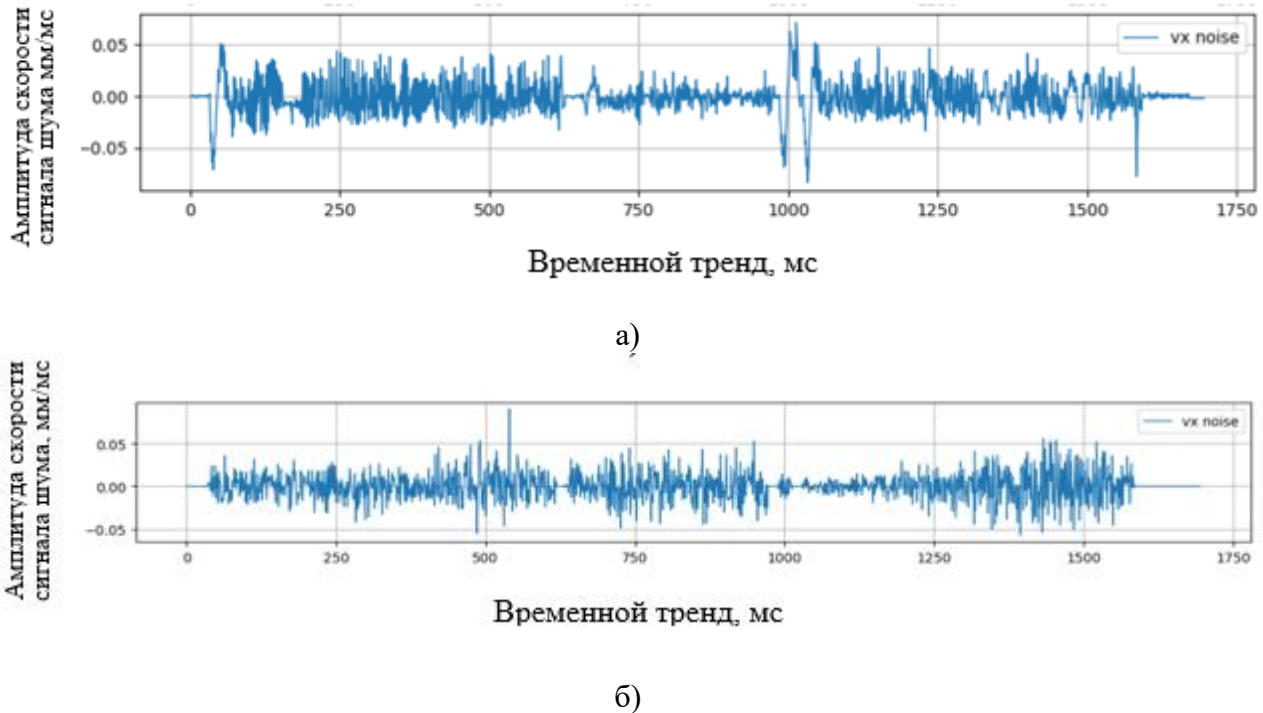 Амплитуда скорости
сигнала шума мм/мс
0.05
0.00
−0.05
vx noise
0 250 500 750 1000 1250 1500 1750
Временной тренд, мс
а)
Амплитуда скорости
сигнала шума, мм/мс
0.05
0.00
−0.05
vx noise
0 250 500 750 1000 1250 1500 1750
Временной тренд, мс
б)